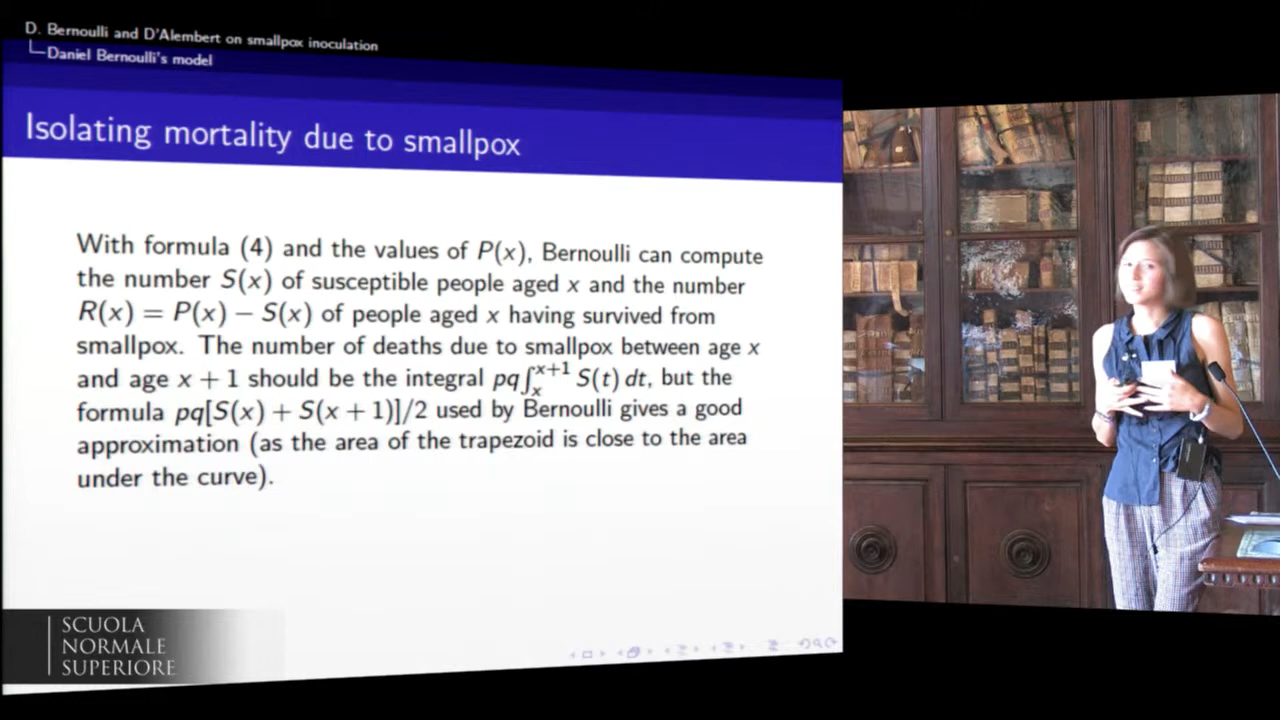 D. Bernoulli and D'Alembert on smallpox inoculation
Daniel Bernoulli's model
Isolating mortality due to smallpox
With formula (4) and the values of P(x), Bernoulli can compute
the number S(x) of susceptible people aged x and the number
R(x) = P(x) − S(x) of people aged x having survived from
smallpox. The number of deaths due to smallpox between age x
and age x + 1 should be the integral pq∫ₓˣ⁺¹ S(t) dt, but the
formula pq[S(x) + S(x + 1)]/2 used by Bernoulli gives a good
approximation (as the area of the trapezoid is close to the area
under the curve).
SCUOLA
NORMALE
SUPERIORE